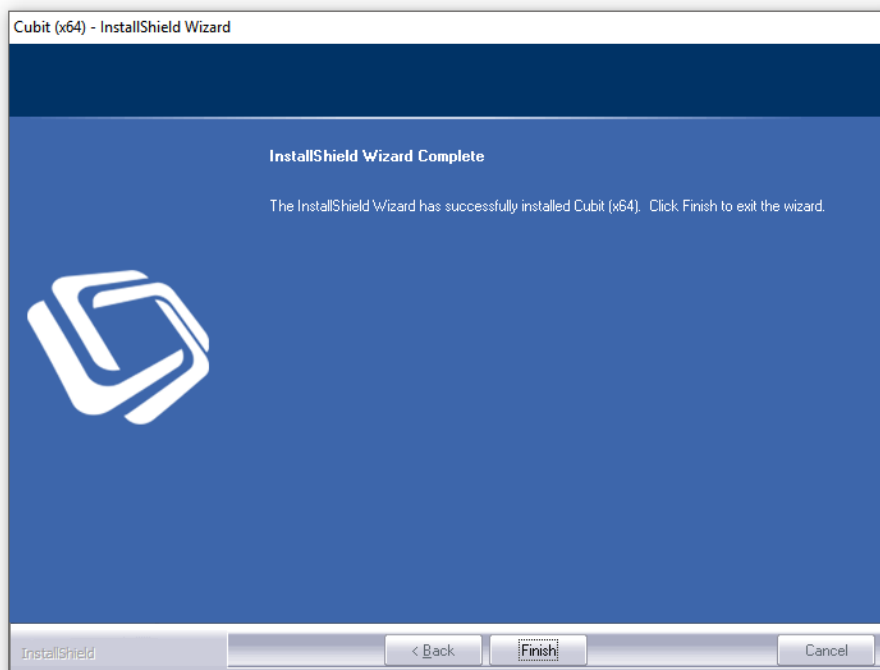 Cubit (x64) - InstallShield Wizard
InstallShield Wizard Complete
The InstallShield Wizard has successfully installed Cubit (x64). Click Finish to exit the wizard.
InstallShield
< Back
Finish
Cancel